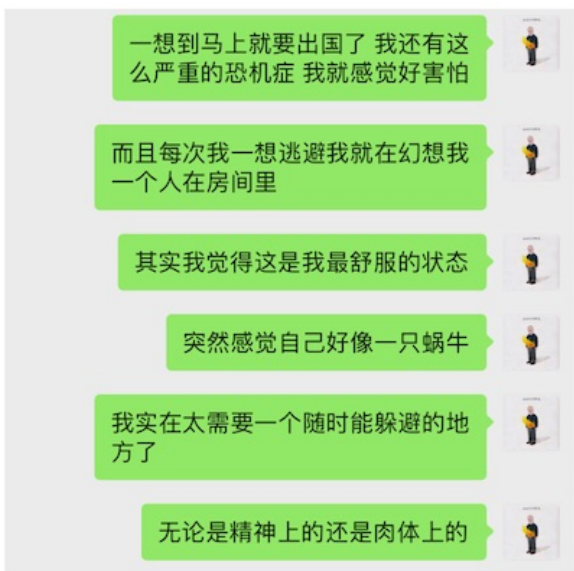 一想到马上就要出国了 我还有这
么严重的恐机症 我就感觉好害怕
而且每次我一想逃避我就在幻想我
一个人在房间里
其实我觉得这是我最舒服的状态
突然感觉自己好像一只蜗牛
我实在太需要一个随时能躲避的地
方了
无论是精神上的还是肉体上的